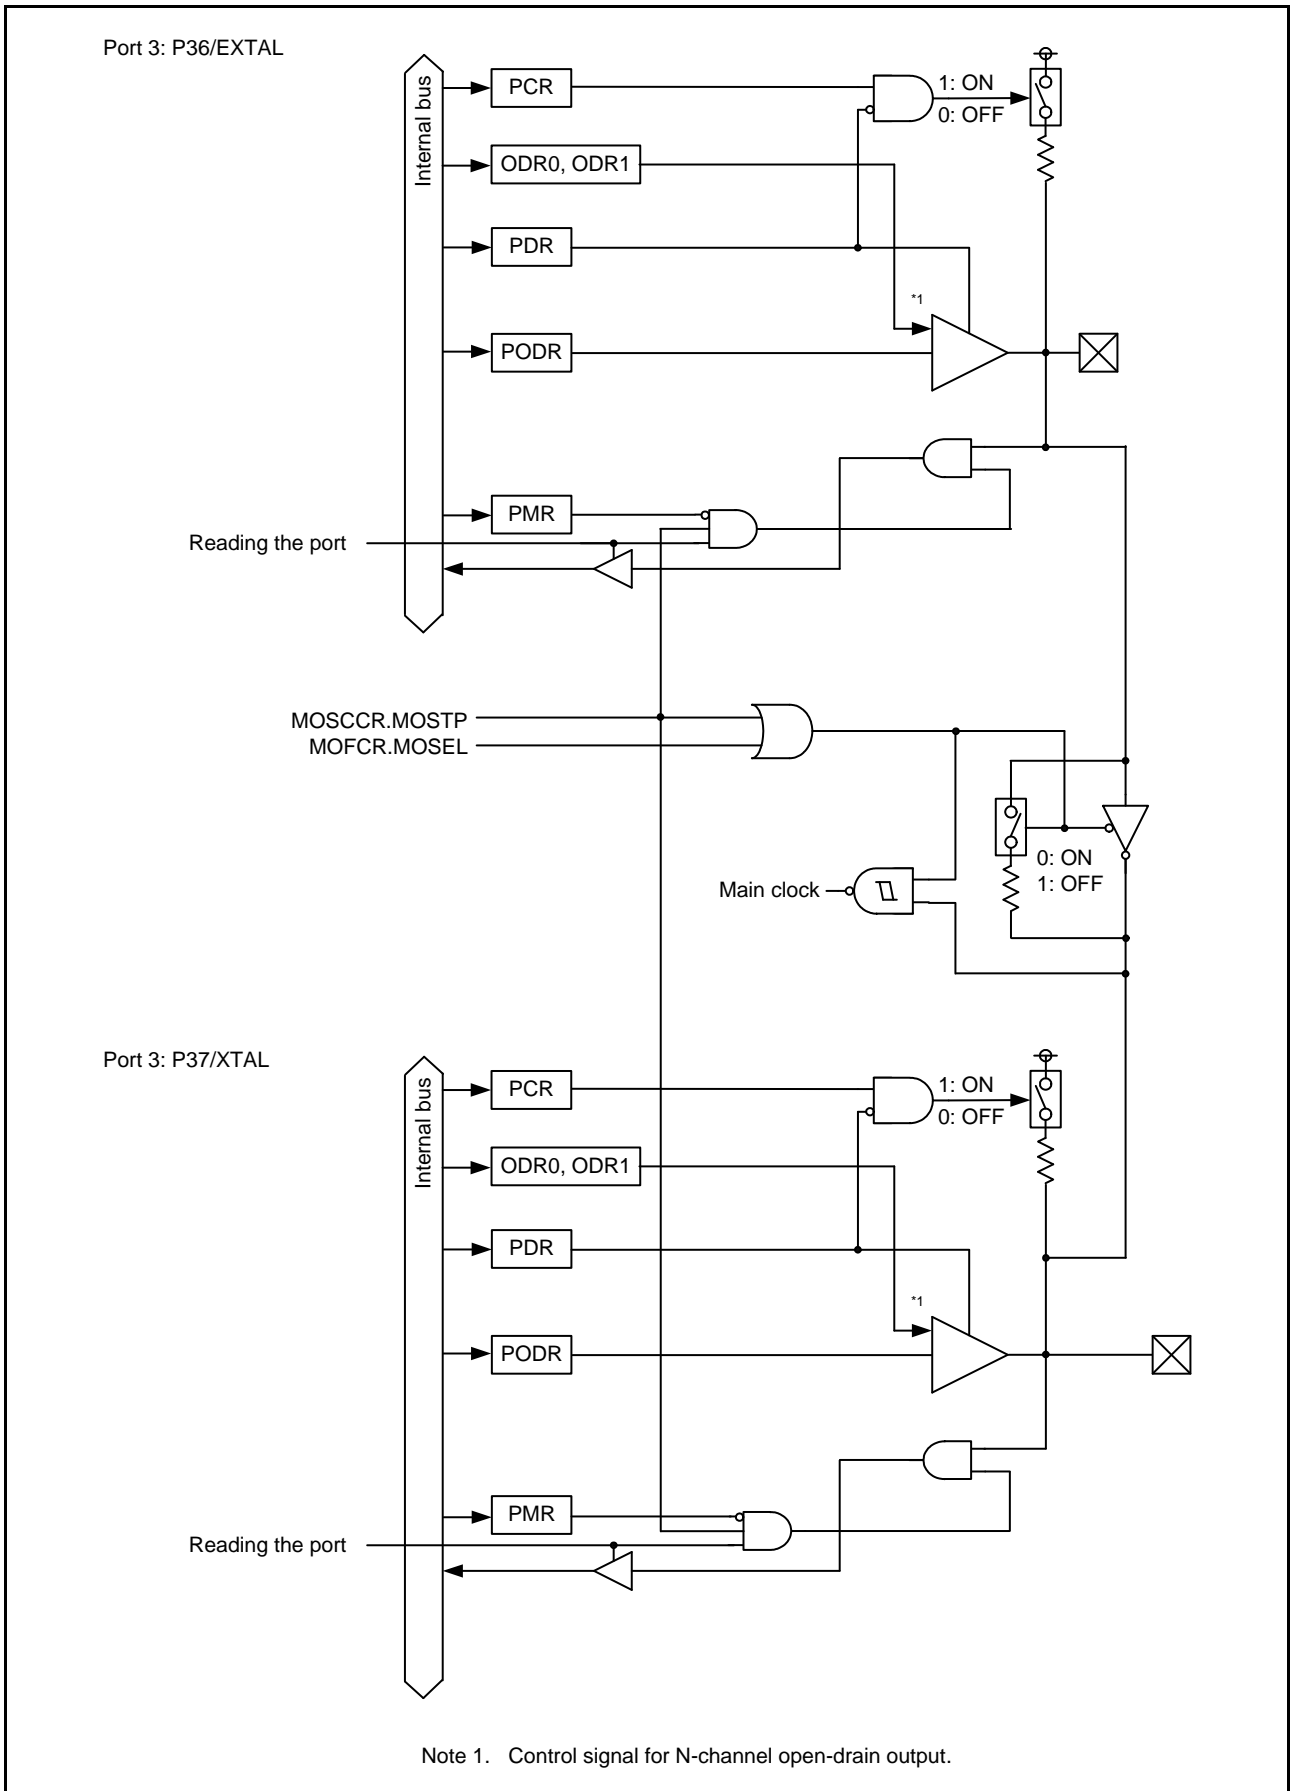 Port 3: P36/EXTAL
Internal bus
PCR
1: ON
0: OFF
ODR0, ODR1
PDR
*1
PODR
PMR
Reading the port
MOSCCR.MOSTP
MOFCR.MOSEL
0: ON
1: OFF
Main clock
Port 3: P37/XTAL
Internal bus
PCR
1: ON
0: OFF
ODR0, ODR1
PDR
*1
PODR
PMR
Reading the port
Note 1. Control signal for N-channel open-drain output.